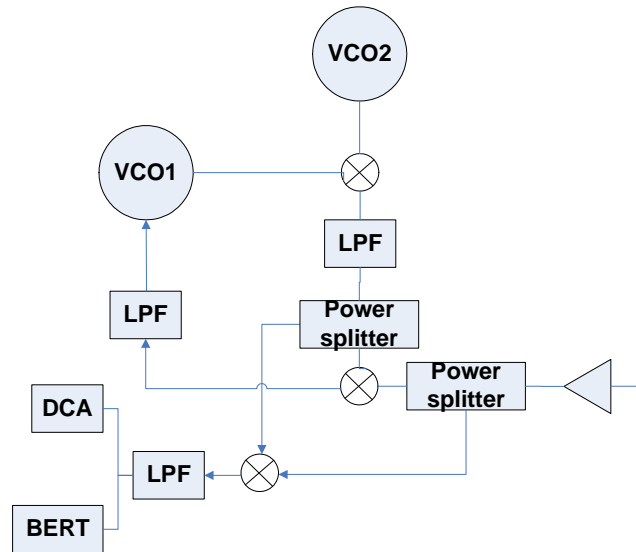 VCO2
VCO1
LPF
LPF
Power
splitter
Power
splitter
DCA
LPF
BERT